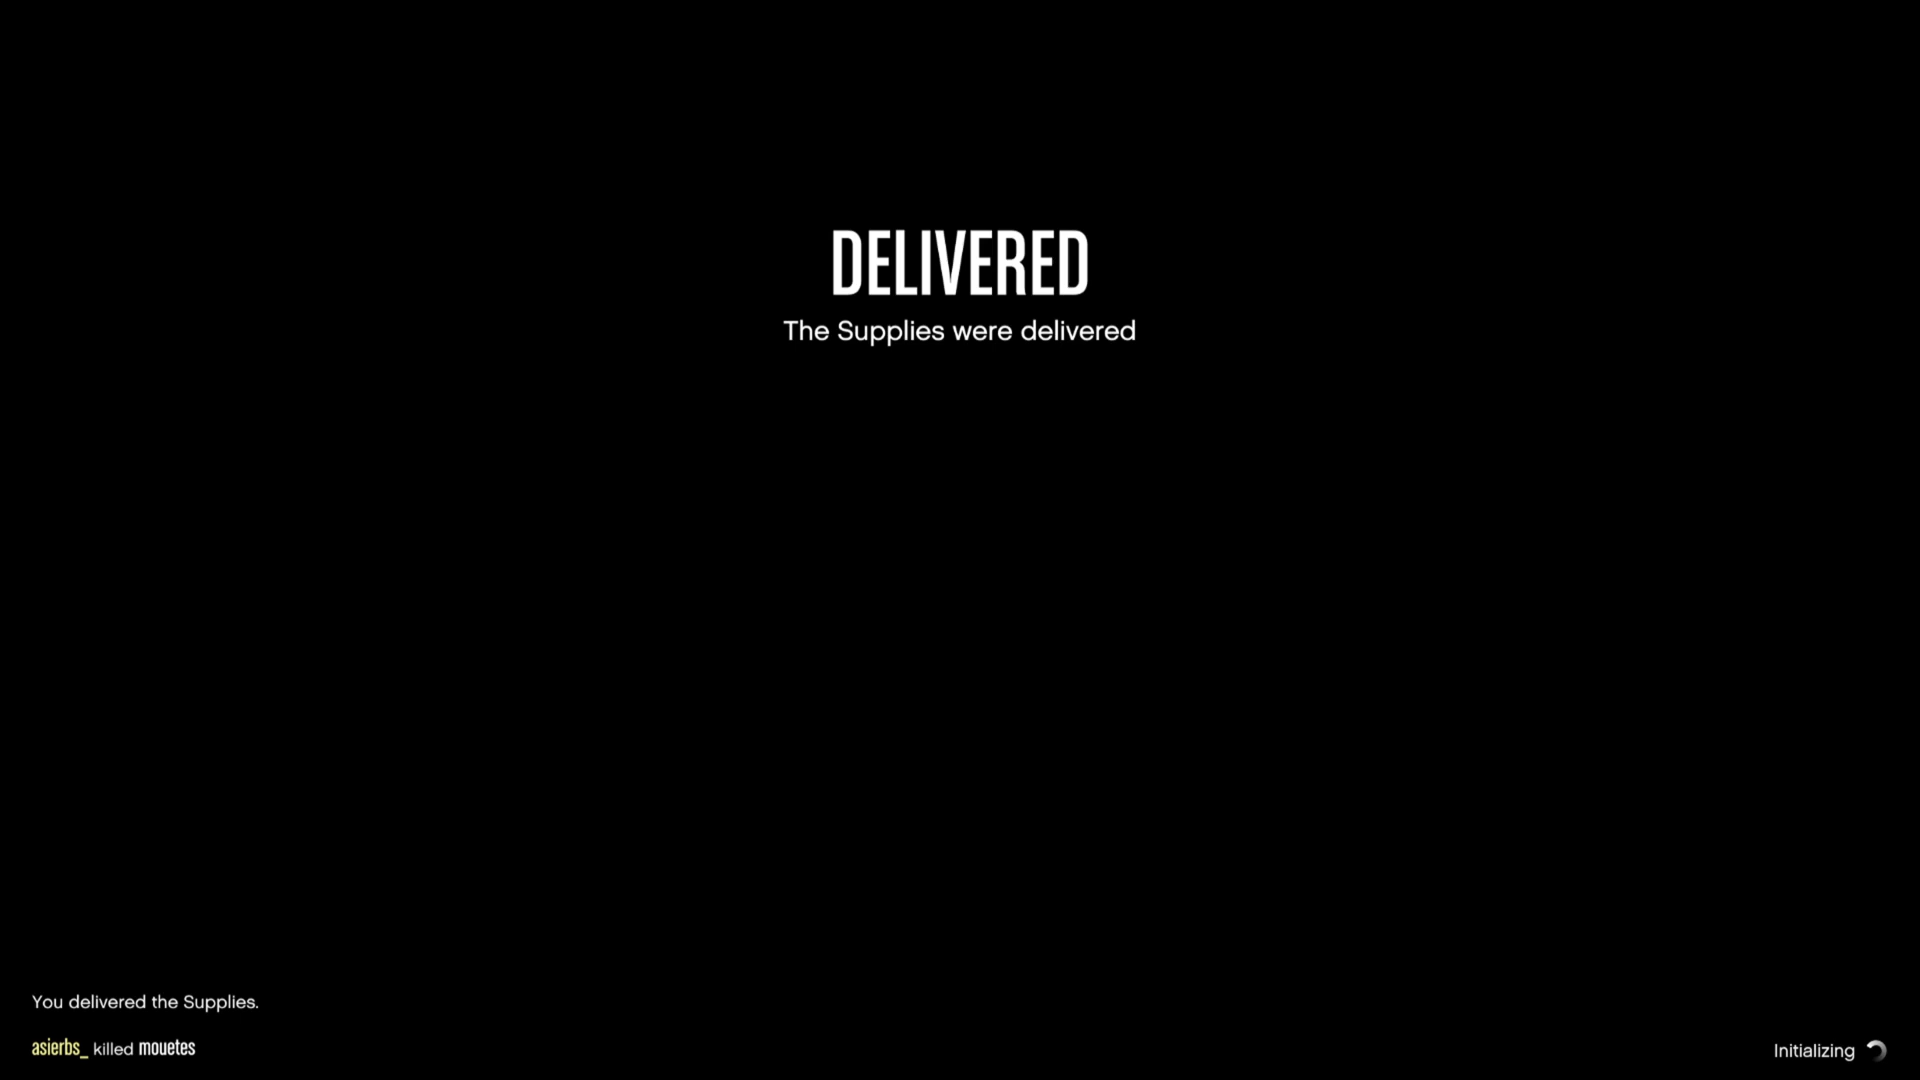 DELIVERED
The Supplies were delivered
You delivered the Supplies.
asierbs_ killed mouetes
Initializing